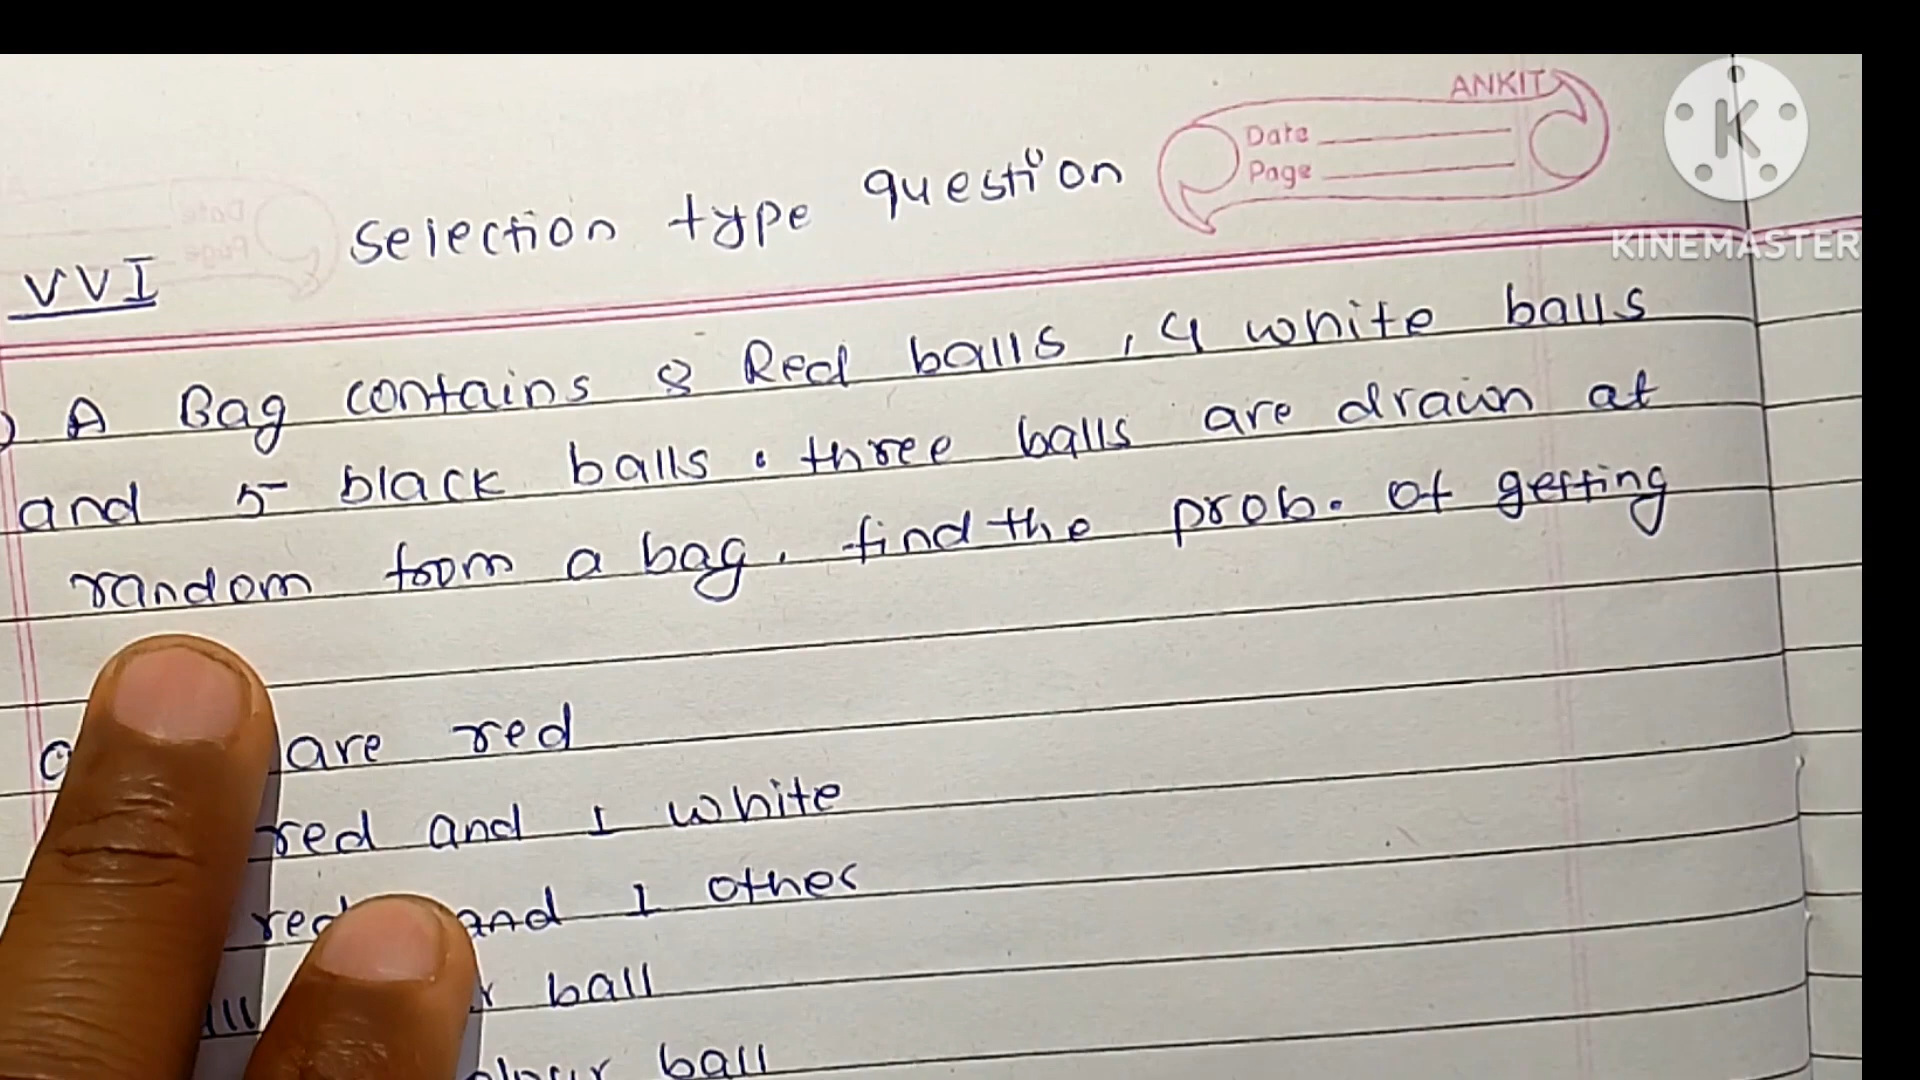 ANKIT
Date
Page
KINEMASTER
selection type question
VVI
A Bag contains 8 Red balls, 4 white balls
and 5 black balls. three balls are drawn at
random from a bag. find the prob. of getting
are red
red and 1 white
red and 1 other
ball
ball